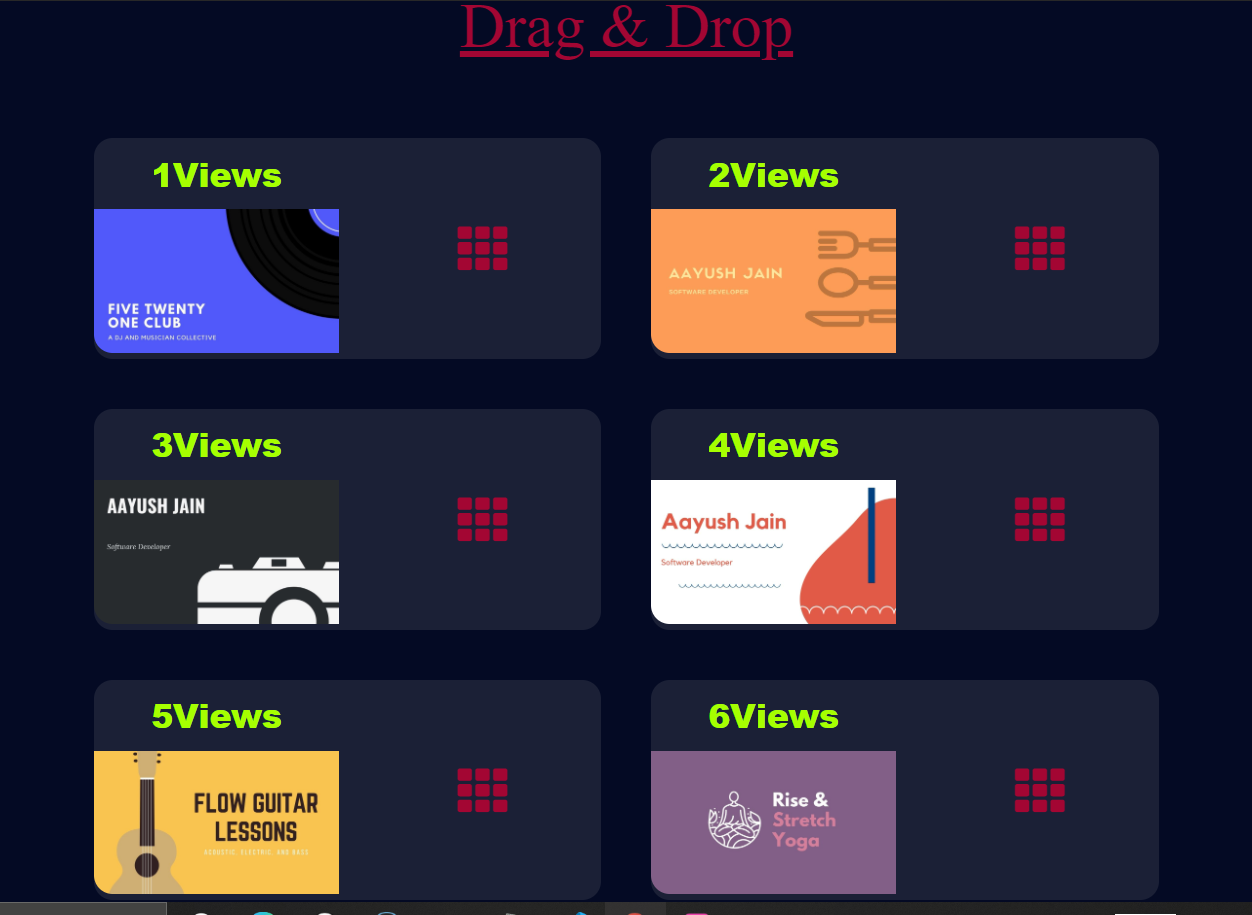 Drag & Drop
1Views
2Views
FIVE TWENTY
ONE CLUB
A DJ AND MUSICIAN COLLECTIVE
AAYUSH JAIN
SOFTWARE DEVELOPER
3Views
4Views
AAYUSH JAIN
Software Developer
Aayush Jain
Software Developer
5Views
6Views
FLOW GUITAR
LESSONS
ACOUSTIC, ELECTRIC, AND BASS
Rise &
Stretch
Yoga